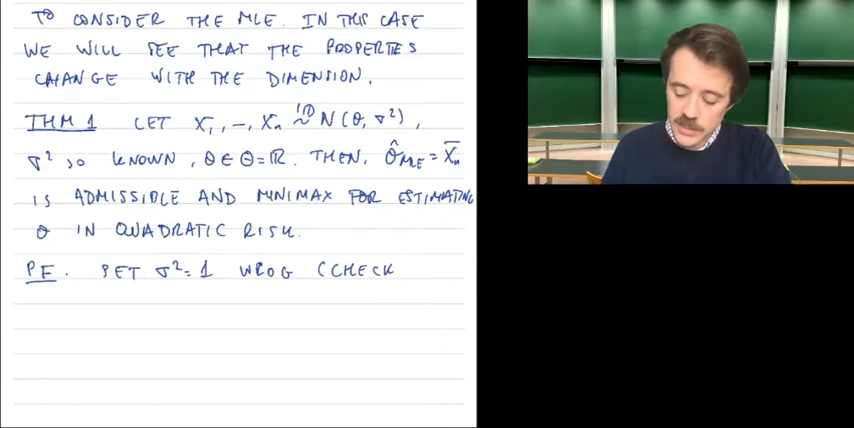 TO CONSIDER THE MLE. IN THIS CASE
WE WILL SEE THAT THE PROPERTIES
CHANGE WITH THE DIMENSION.
THM 1 LET X₁, –, Xₙ iid ~ N(θ, σ²),
σ²>0 KNOWN, θ∈Θ=ℝ. THEN, θ̂_MLE = X̄ₙ
IS ADMISSIBLE AND MINIMAX FOR ESTIMATING
θ IN QUADRATIC RISK.
PF. SET σ²=1 WLOG (CHECK